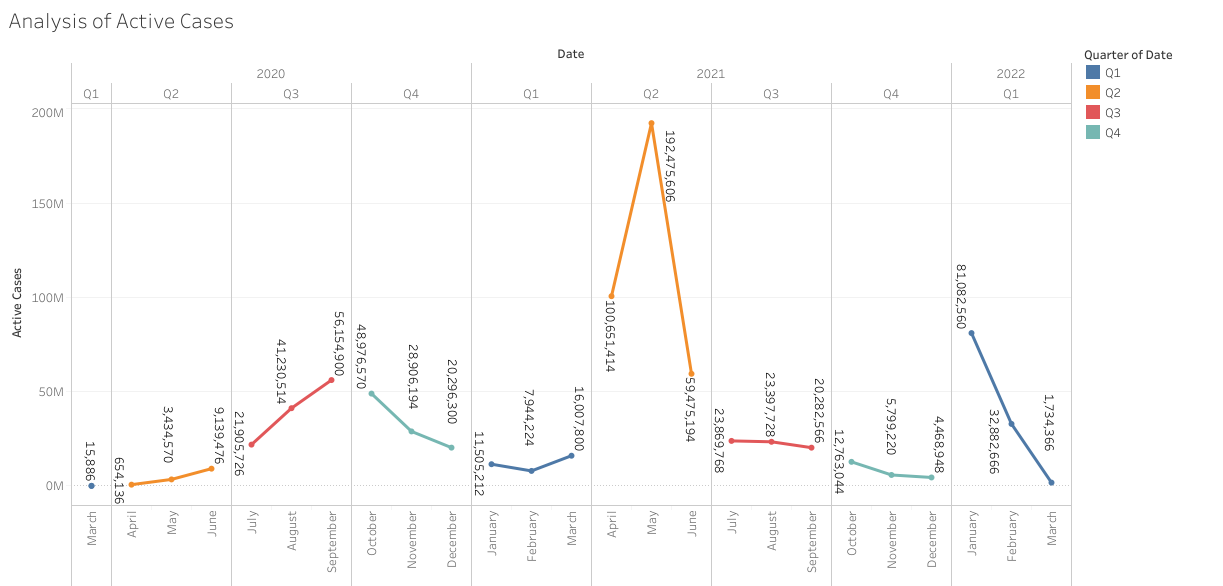 Analysis of Active Cases
Date
Quarter of Date
2020
2021
2022
Q1
Q2
Q3
Q4
Q1
Q2
Q3
Q4
Q1
Q1
Q2
Q3
Q4
Active Cases
200M
150M
100M
50M
0M
15,886
654,136
3,434,570
9,139,476
21,905,726
41,230,514
56,154,900
48,976,570
28,906,194
20,296,300
11,505,212
7,944,224
16,007,800
100,651,414
192,475,606
59,475,194
23,869,768
23,397,728
20,282,566
12,763,044
5,799,220
4,468,948
81,082,560
32,882,666
1,734,366
March
April
May
June
July
August
September
October
November
December
January
February
March
April
May
June
July
August
September
October
November
December
January
February
March